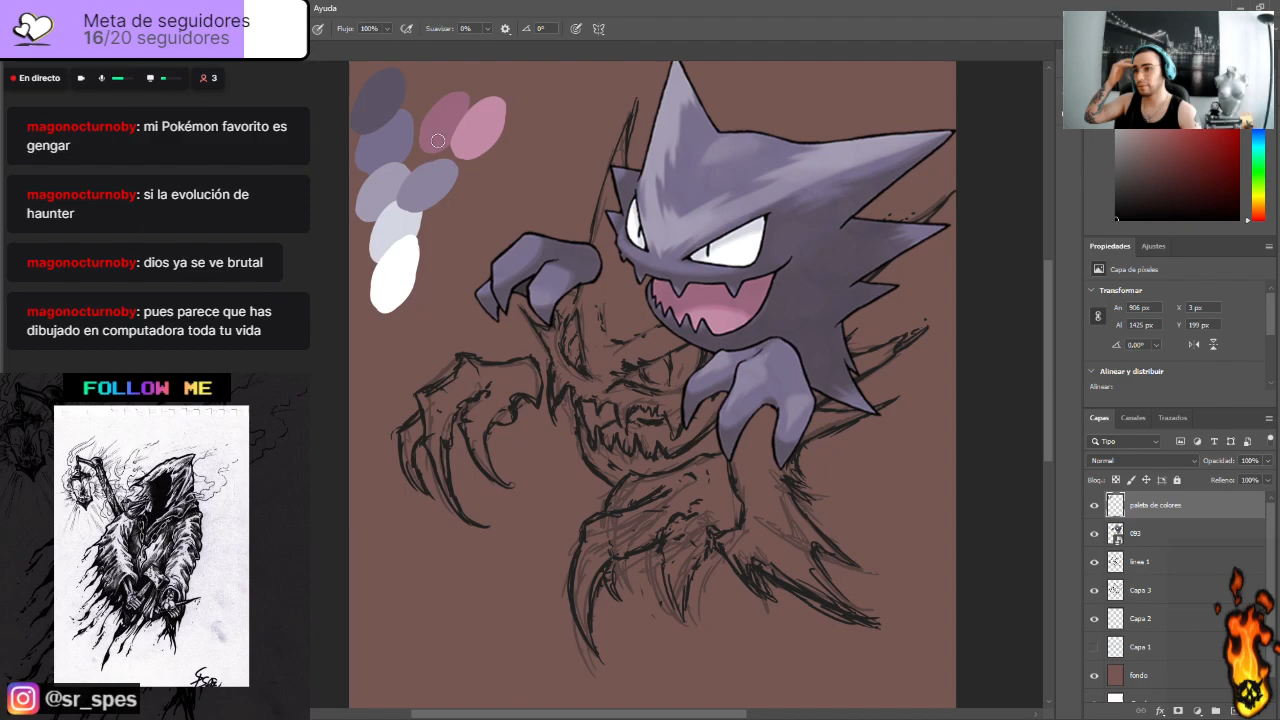 Meta de seguidores
16/20 seguidores
Ayuda
Flujo: 100%
Suavizar: 0%
0°
En directo
3
magonocturnoby: mi Pokémon favorito es
gengar
magonocturnoby: si la evolución de
haunter
magonocturnoby: dios ya se ve brutal
magonocturnoby: pues parece que has
dibujado en computadora toda tu vida
FOLLOW ME
@sr_spes
Propiedades
Ajustes
Capa de píxeles
Transformar
An 906 px
X 3 px
Al 1425 px
Y 199 px
0,00°
Alinear y distribuir
Alinear:
Capas
Canales
Trazados
Tipo
Normal
Opacidad: 100%
Bloq.:
Relleno: 100%
paleta de colores
093
linea 1
Capa 3
Capa 2
Capa 1
fondo
fx